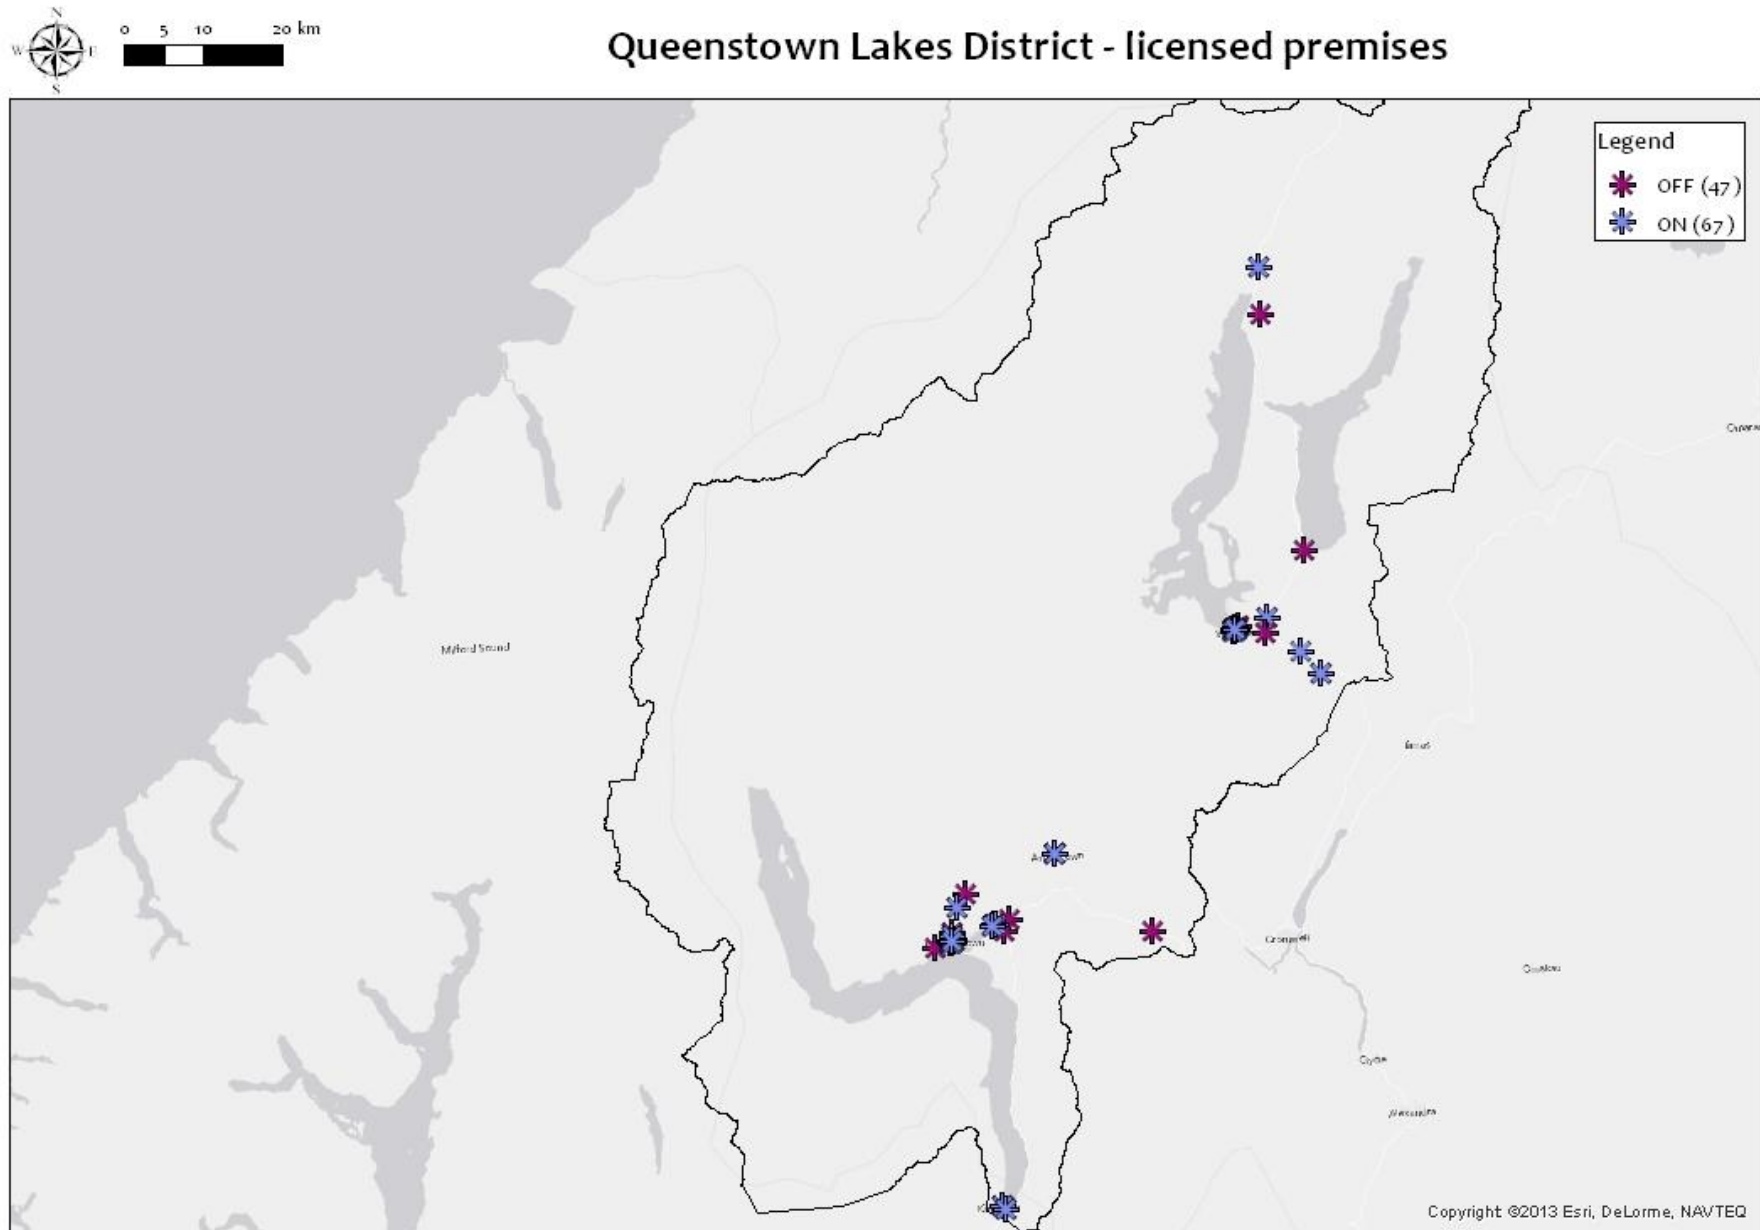 N
W E
S
0 5 10 20 km
Queenstown Lakes District - licensed premises
Legend
OFF (47)
ON (67)
Milford Sound
Cromwell
Clyde
Alexandra
Copyright ©2013 Esri, DeLorme, NAVTEQ